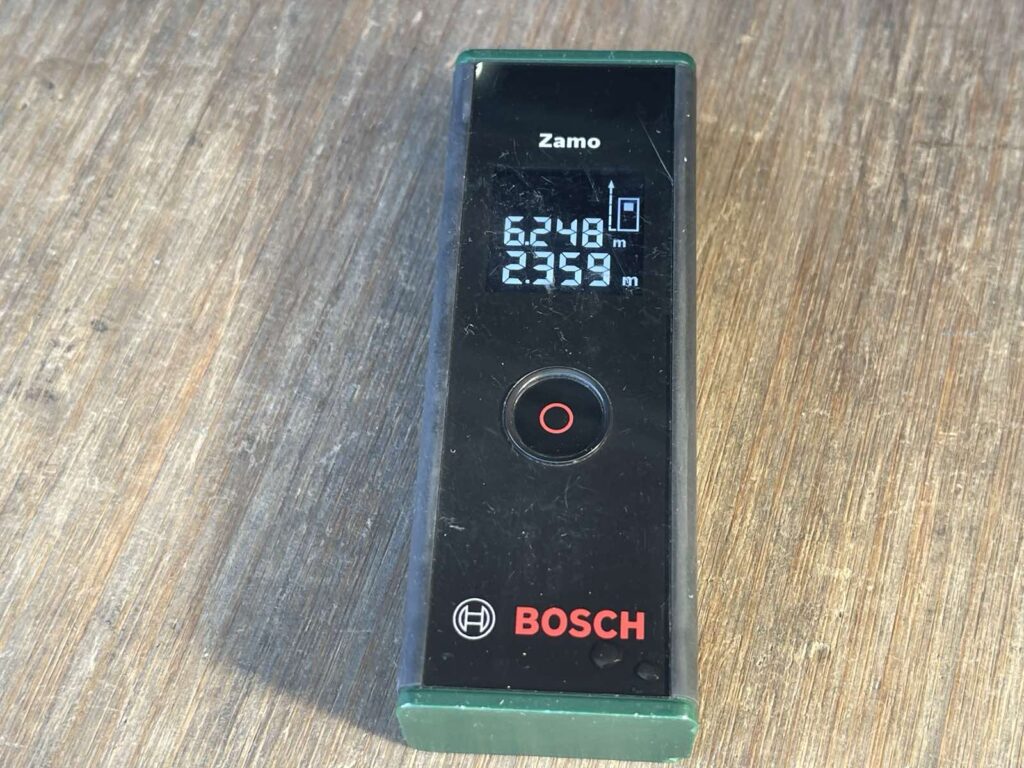 Zamo
6.248 m
2.359 m
BOSCH